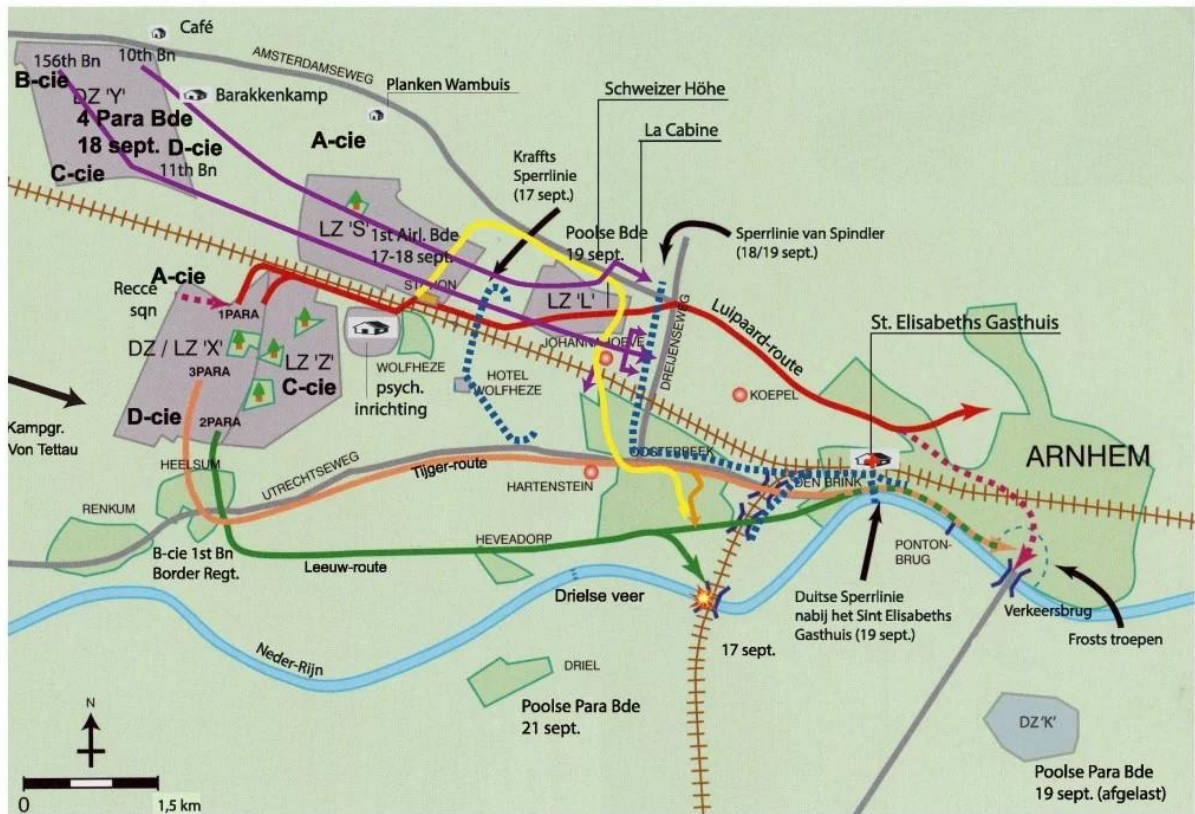 Café
156th Bn
10th Bn
B-cie
DZ 'Y'
4 Para Bde
18 sept.
D-cie
C-cie
11th Bn
Barakkenkamp
AMSTERDAMSEWEG
Planken Wambuis
A-cie
Schweizer Höhe
La Cabine
Kraffts
Sperrlinie
(17 sept.)
LZ 'S'
1st Airl. Bde
17-18 sept.
Poolse Bde
19 sept.
Sperrlinie van Spindler
(18/19 sept.)
A-cie
Recce
sqn
1PARA
LZ 'L'
DZ / LZ 'X'
3PARA
LZ 'Z'
C-cie
D-cie
2PARA
WOLFHEZE
psych.
inrichting
HOTEL
WOLFHEZE
DREIJENSEWEG
Luipaard-route
KOEPEL
St. Elisabeths Gasthuis
ARNHEM
Kampgr.
Von Tettau
HEELSUM
UTRECHTSEWEG
Tijger-route
OOSTERBEEK
HARTENSTEIN
DEN BRINK
RENKUM
B-cie 1st Bn
Border Regt.
HEVEADORP
Leeuw-route
PONTON-
BRUG
Drielse veer
Duitse Sperrlinie
nabij het Sint Elisabeths
Gasthuis (19 sept.)
Verkeersbrug
Frosts troepen
17 sept.
Neder-Rijn
DRIEL
Poolse Para Bde
21 sept.
DZ 'K'
Poolse Para Bde
19 sept. (afgelast)
N
0
1,5 km